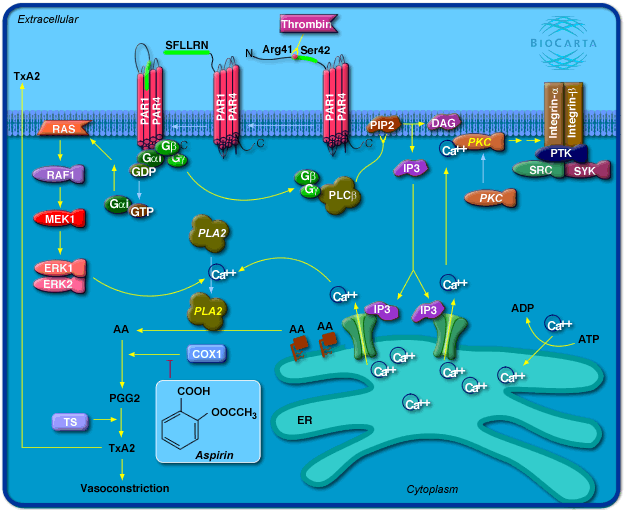 Extracellular
Thrombin
BIOCARTA
SFLLRN
N
Arg41
Ser42
TxA2
PAR1
PAR4
PAR1
PAR4
PAR1
PAR4
Integrin-α
Integrin-β
RAS
PIP2
DAG
C
C
C
Gβ
Gγ
Gαi
GDP
Ca++
PKC
PTK
IP3
SRC
SYK
RAF1
Gβ
Gγ
PLCβ
PKC
Gαi
GTP
MEK1
PLA2
ERK1
ERK2
Ca++
Ca++
Ca++
PLA2
IP3
IP3
ADP
Ca++
ATP
AA
AA
AA
COX1
Ca++
Ca++
Ca++
Ca++
Ca++
Ca++
PGG2
COOH
OOCCH3
Aspirin
TS
ER
TxA2
Vasoconstriction
Cytoplasm